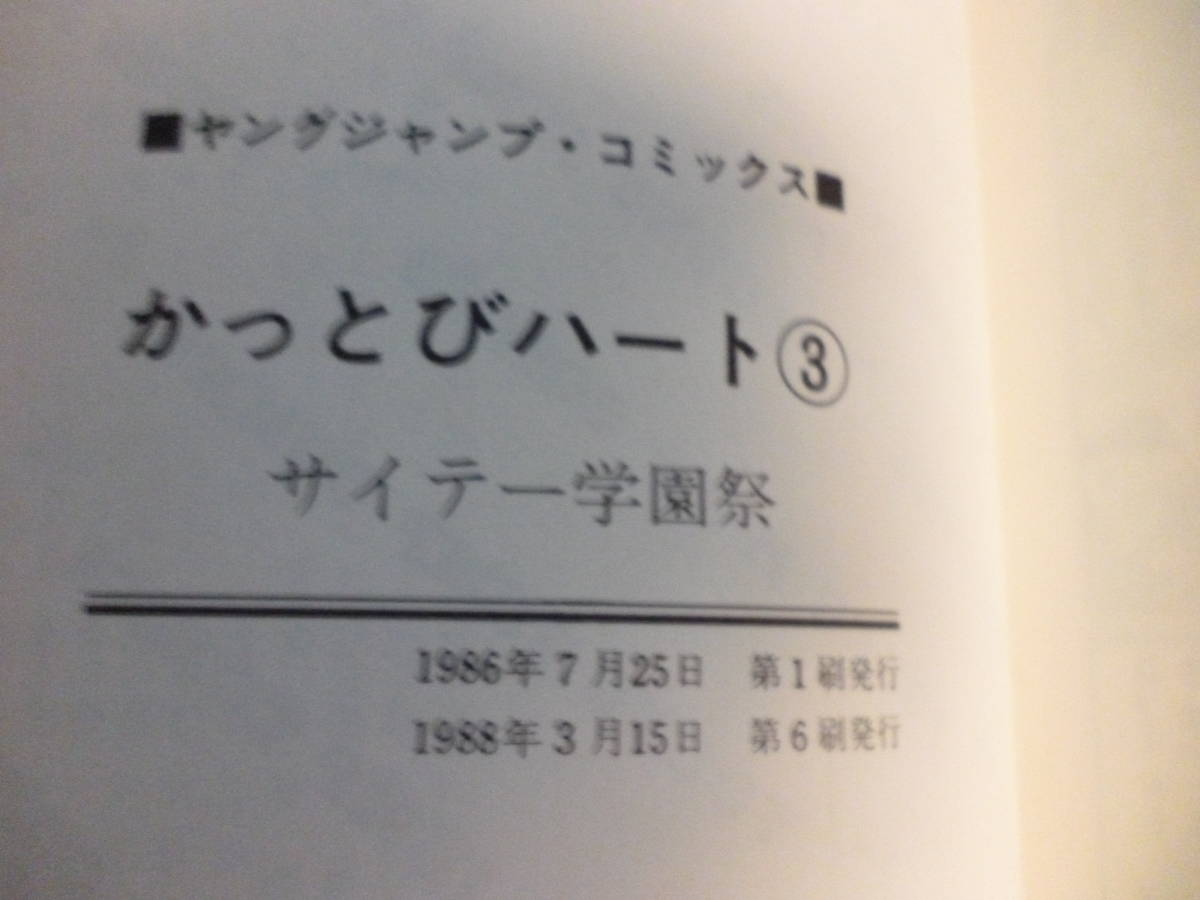 ■ヤングジャンプ・コミックス■
かっとびハート③
サイテー学園祭
1986年7月25日 第1刷発行
1988年3月15日 第6刷発行